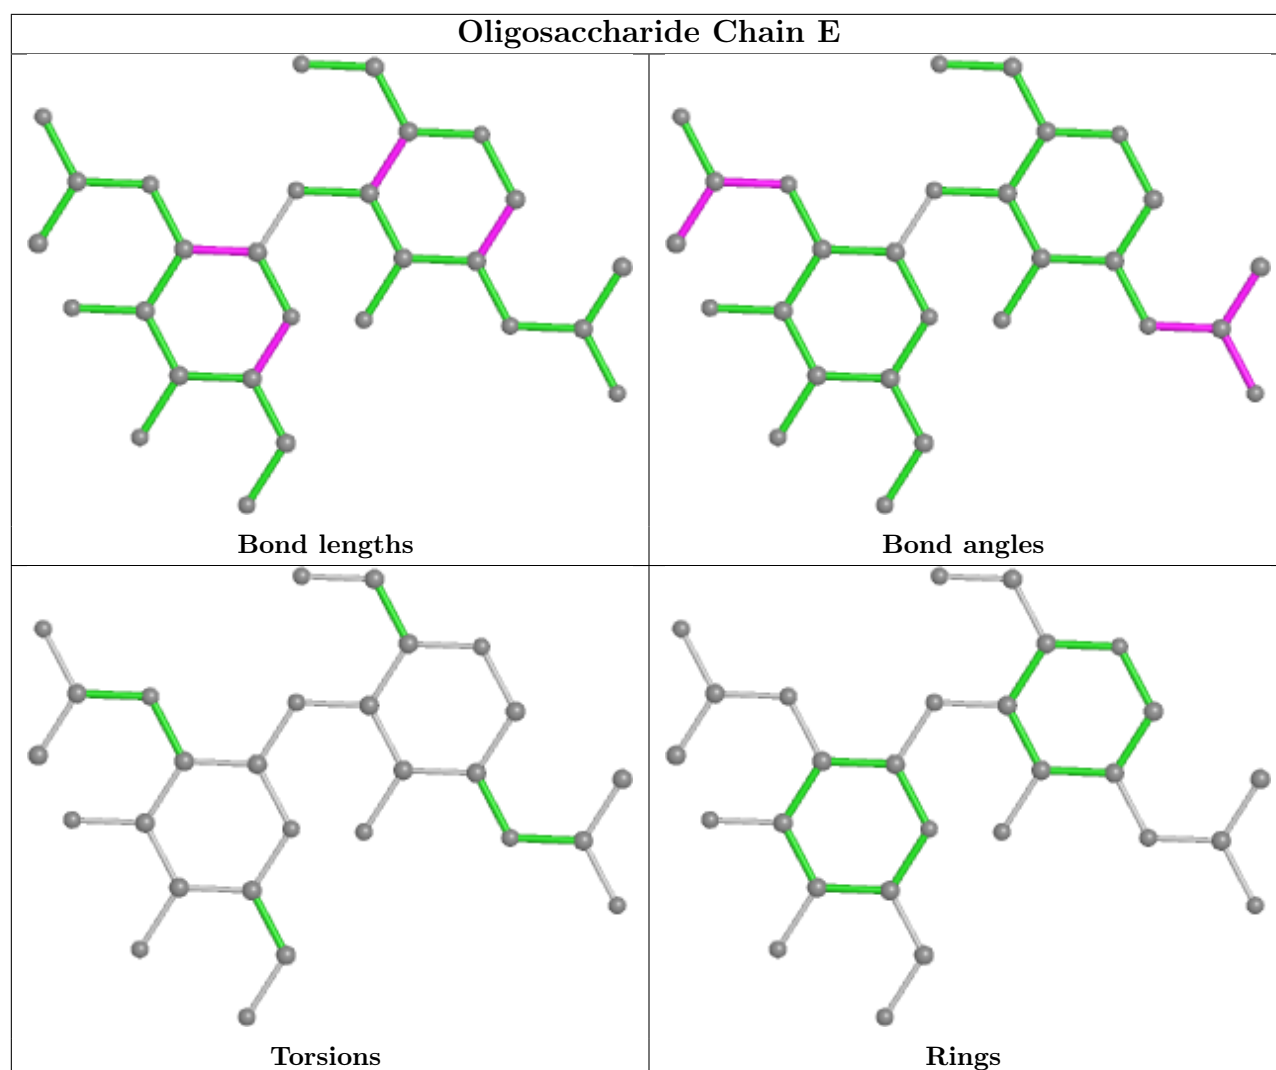 Oligosaccharide Chain E
Bond lengths
Bond angles
Torsions
Rings